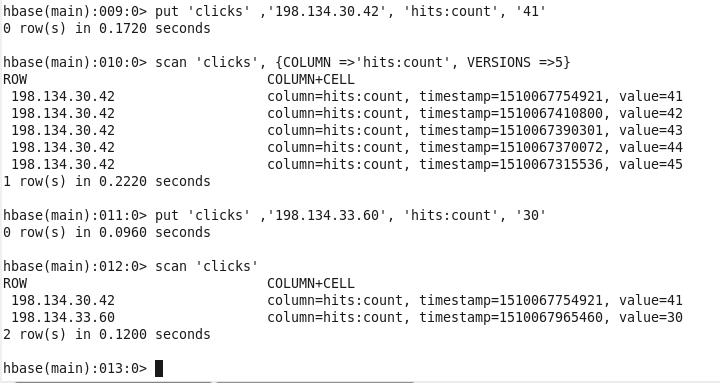 hbase(main):009:0> put 'clicks' ,'198.134.30.42', 'hits:count', '41'
0 row(s) in 0.1720 seconds
hbase(main):010:0> scan 'clicks', {COLUMN =>'hits:count', VERSIONS =>5}
ROW COLUMN+CELL
198.134.30.42 column=hits:count, timestamp=1510067754921, value=41
198.134.30.42 column=hits:count, timestamp=1510067410800, value=42
198.134.30.42 column=hits:count, timestamp=1510067390301, value=43
198.134.30.42 column=hits:count, timestamp=1510067370072, value=44
198.134.30.42 column=hits:count, timestamp=1510067315536, value=45
1 row(s) in 0.2220 seconds
hbase(main):011:0> put 'clicks' ,'198.134.33.60', 'hits:count', '30'
0 row(s) in 0.0960 seconds
hbase(main):012:0> scan 'clicks'
ROW COLUMN+CELL
198.134.30.42 column=hits:count, timestamp=1510067754921, value=41
198.134.33.60 column=hits:count, timestamp=1510067965460, value=30
2 row(s) in 0.1200 seconds
hbase(main):013:0>